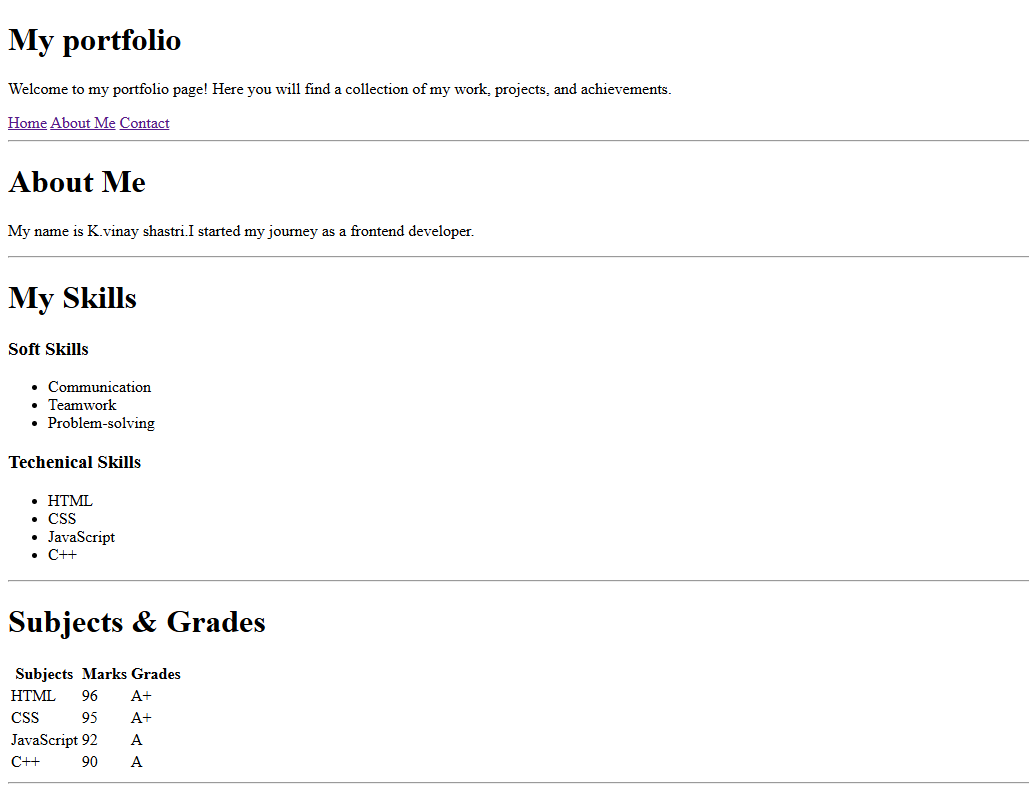 My portfolio
Welcome to my portfolio page! Here you will find a collection of my work, projects, and achievements.
Home About Me Contact
About Me
My name is K.vinay shastri.I started my journey as a frontend developer.
My Skills
Soft Skills
Communication
Teamwork
Problem-solving
Techenical Skills
HTML
CSS
JavaScript
C++
Subjects & Grades
Subjects Marks Grades
HTML 96 A+
CSS 95 A+
JavaScript 92 A
C++ 90 A